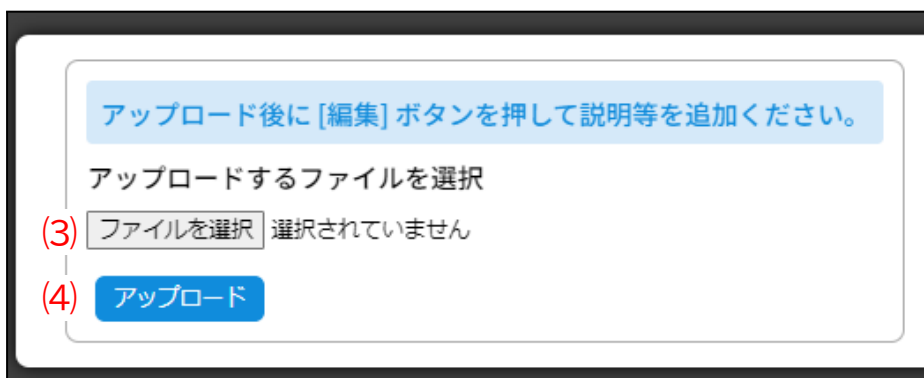 アップロード後に [編集] ボタンを押して説明等を追加ください。
アップロードするファイルを選択
(3) ファイルを選択 選択されていません
(4) アップロード